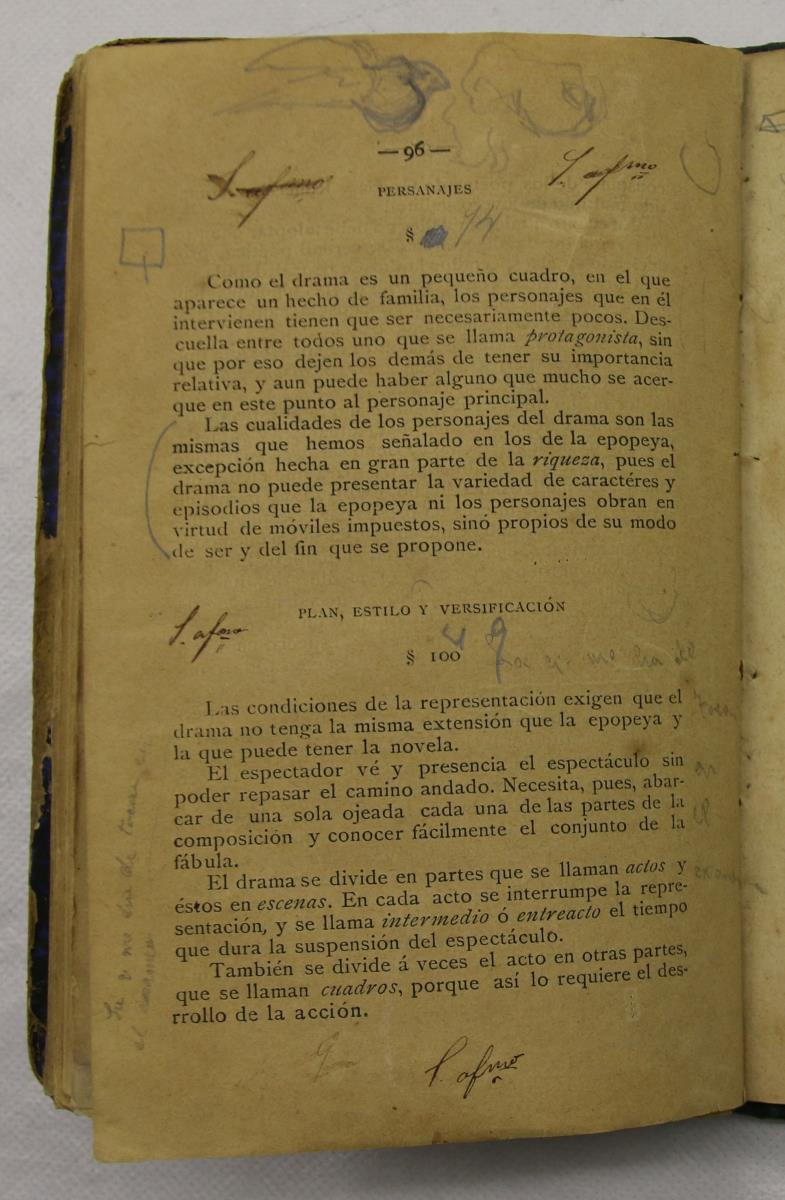 — 96 —
S. afmo S. afmo
PERSANAJES
§ 74
Como el drama es un pequeño cuadro, en el que
aparece un hecho de familia, los personajes que en él
intervienen tienen que ser necesariamente pocos. Des-
cuella entre todos uno que se llama protagonista, sin
que por eso dejen los demás de tener su importancia
relativa, y aun puede haber alguno que mucho se acer-
que en este punto al personaje principal.
Las cualidades de los personajes del drama son las
mismas que hemos señalado en los de la epopeya,
excepción hecha en gran parte de la riqueza, pues el
drama no puede presentar la variedad de caractéres y
episodios que la epopeya ni los personajes obran en
virtud de móviles impuestos, sinó propios de su modo
de ser y del fin que se propone.
PLAN, ESTILO Y VERSIFICACIÓN
S. afmo
§ 100
Las condiciones de la representación exigen que el
drama no tenga la misma extensión que la epopeya y
la que puede tener la novela.
El espectador vé y presencia el espectáculo sin
poder repasar el camino andado. Necesita, pues, abar-
car de una sola ojeada cada una de las partes de la
composición y conocer fácilmente el conjunto de la
fábula.
El drama se divide en partes que se llaman actos y
éstos en escenas. En cada acto se interrumpe la repre-
sentación, y se llama intermedio ó entreacto el tiempo
que dura la suspensión del espectáculo.
También se divide á veces el acto en otras partes,
que se llaman cuadros, porque así lo requiere el des-
rrollo de la acción.
S. afmo